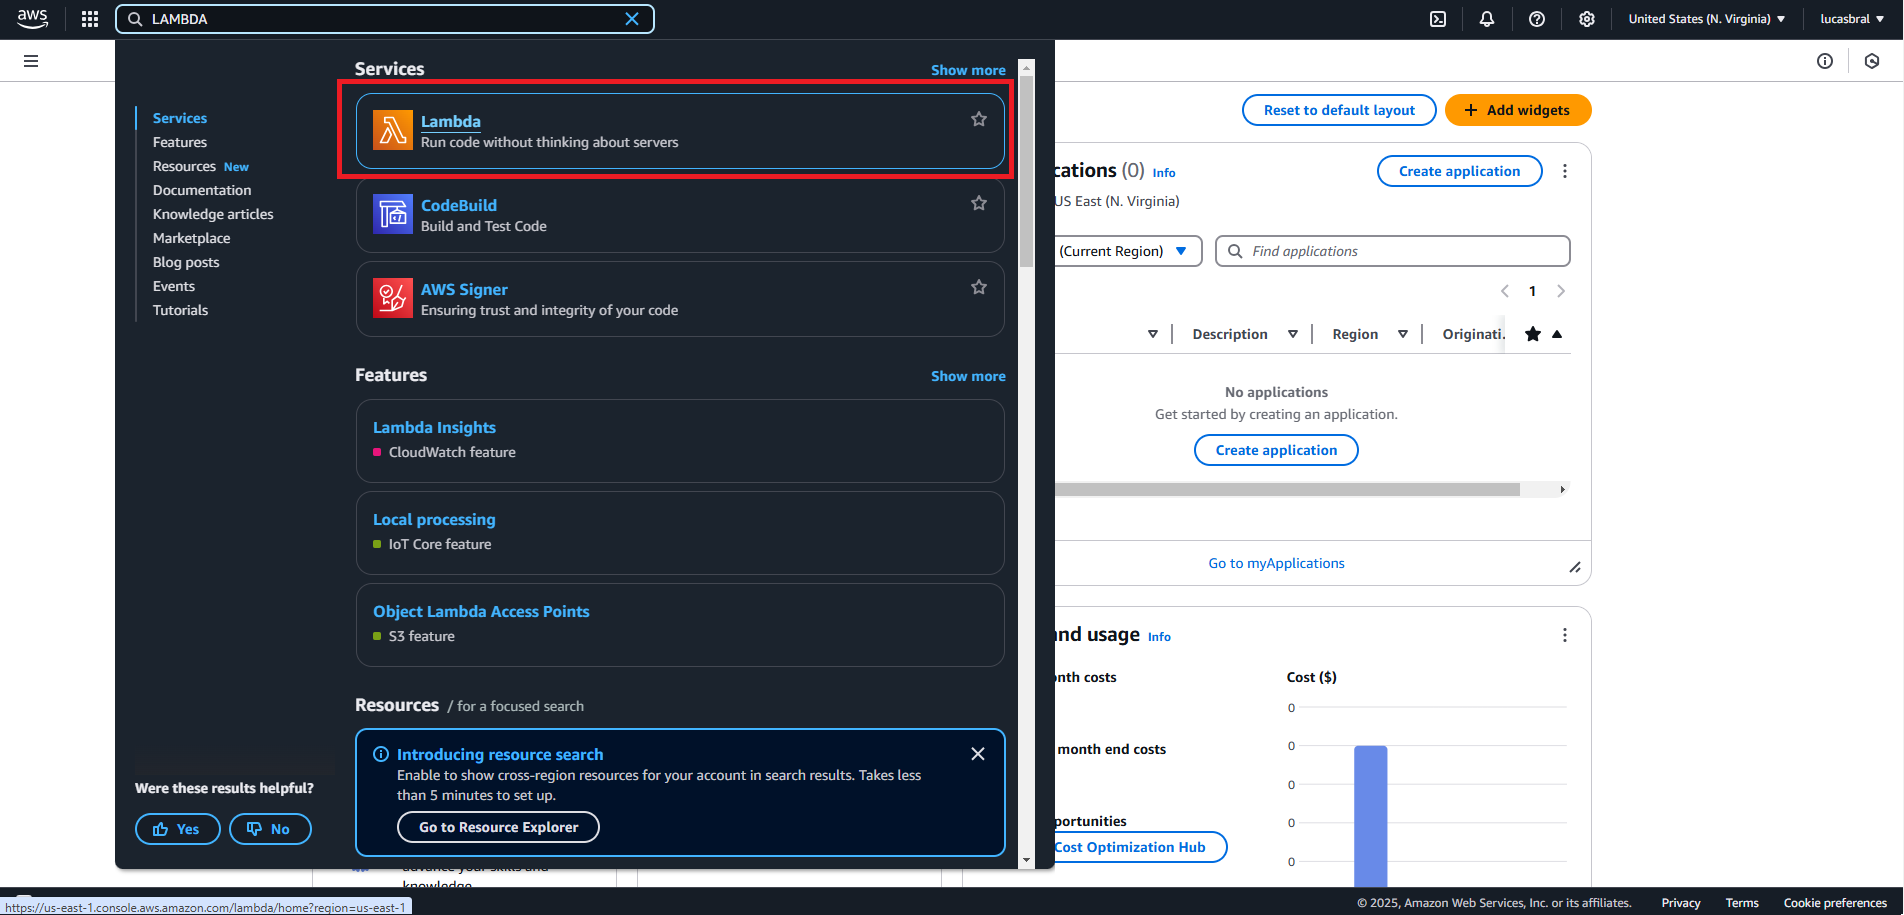 aws
LAMBDA
United States (N. Virginia)
lucasbral
Services
Features
Resources New
Documentation
Knowledge articles
Marketplace
Blog posts
Events
Tutorials
Were these results helpful?
Yes
No
Services
Show more
Lambda
Run code without thinking about servers
CodeBuild
Build and Test Code
AWS Signer
Ensuring trust and integrity of your code
Features
Show more
Lambda Insights
CloudWatch feature
Local processing
IoT Core feature
Object Lambda Access Points
S3 feature
Resources / for a focused search
Introducing resource search
Enable to show cross-region resources for your account in search results. Takes less
than 5 minutes to set up.
Go to Resource Explorer
Reset to default layout
Add widgets
cations (0) Info
Create application
US East (N. Virginia)
(Current Region)
Find applications
1
Description
Region
Originati.
No applications
Get started by creating an application.
Create application
Go to myApplications
nd usage Info
nth costs
Cost ($)
0
0
month end costs
0
0
portunities
Cost Optimization Hub
0
advance your skills and
knowledge
https://us-east-1.console.aws.amazon.com/lambda/home?region=us-east-1
© 2025, Amazon Web Services, Inc. or its affiliates.
Privacy
Terms
Cookie preferences